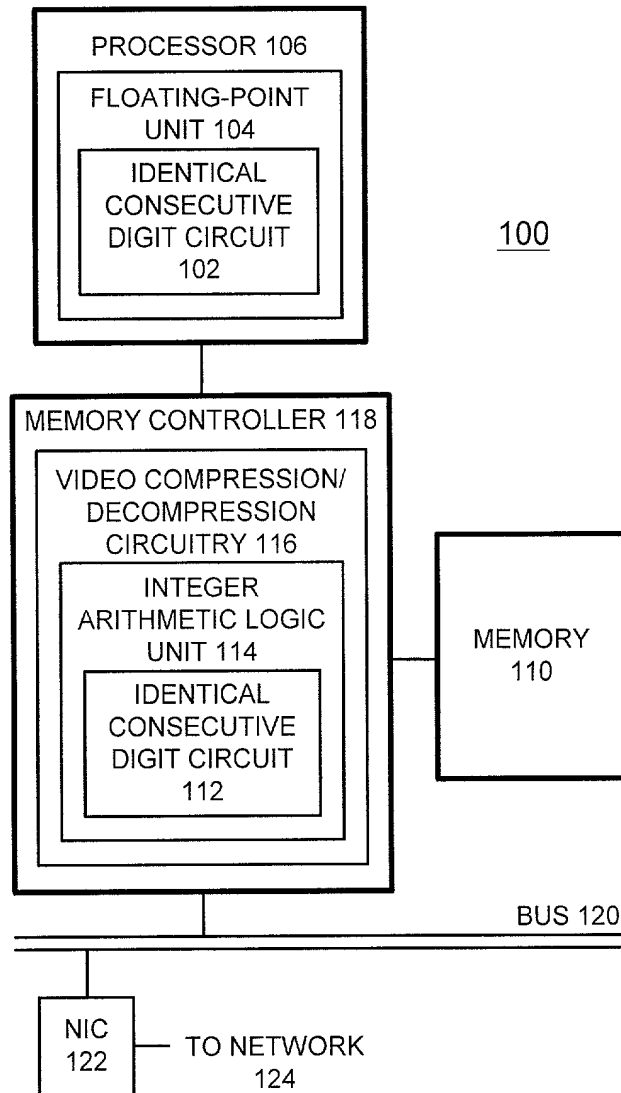 PROCESSOR 106
FLOATING-POINT
UNIT 104
IDENTICAL
CONSECUTIVE
DIGIT CIRCUIT
102
100
MEMORY CONTROLLER 118
VIDEO COMPRESSION/
DECOMPRESSION
CIRCUITRY 116
INTEGER
ARITHMETIC LOGIC
UNIT 114
IDENTICAL
CONSECUTIVE
DIGIT CIRCUIT
112
MEMORY
110
BUS 120
NIC
122
TO NETWORK
124